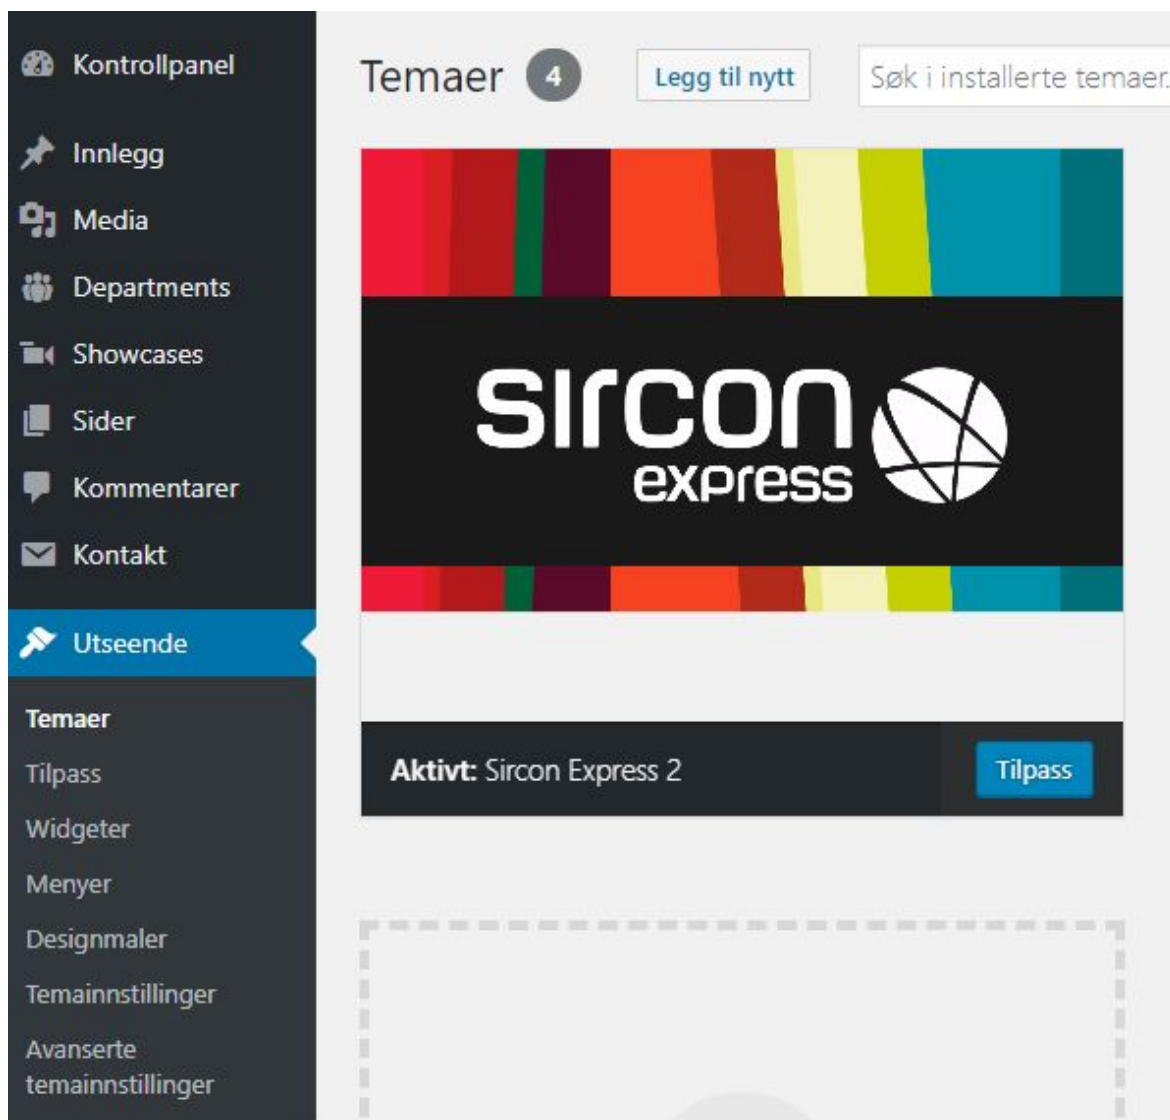 Kontrollpanel
Innlegg
Media
Departments
Showcases
Sider
Kommentarer
Kontakt
Utseende
Temaer
Tilpass
Widgeter
Menyer
Designmaler
Temainnstillinger
Avanserte
temainnstillinger
Temaer 4 Legg til nytt Søk i installerte temaer.
sircon
express
Aktivt: Sircon Express 2 Tilpass